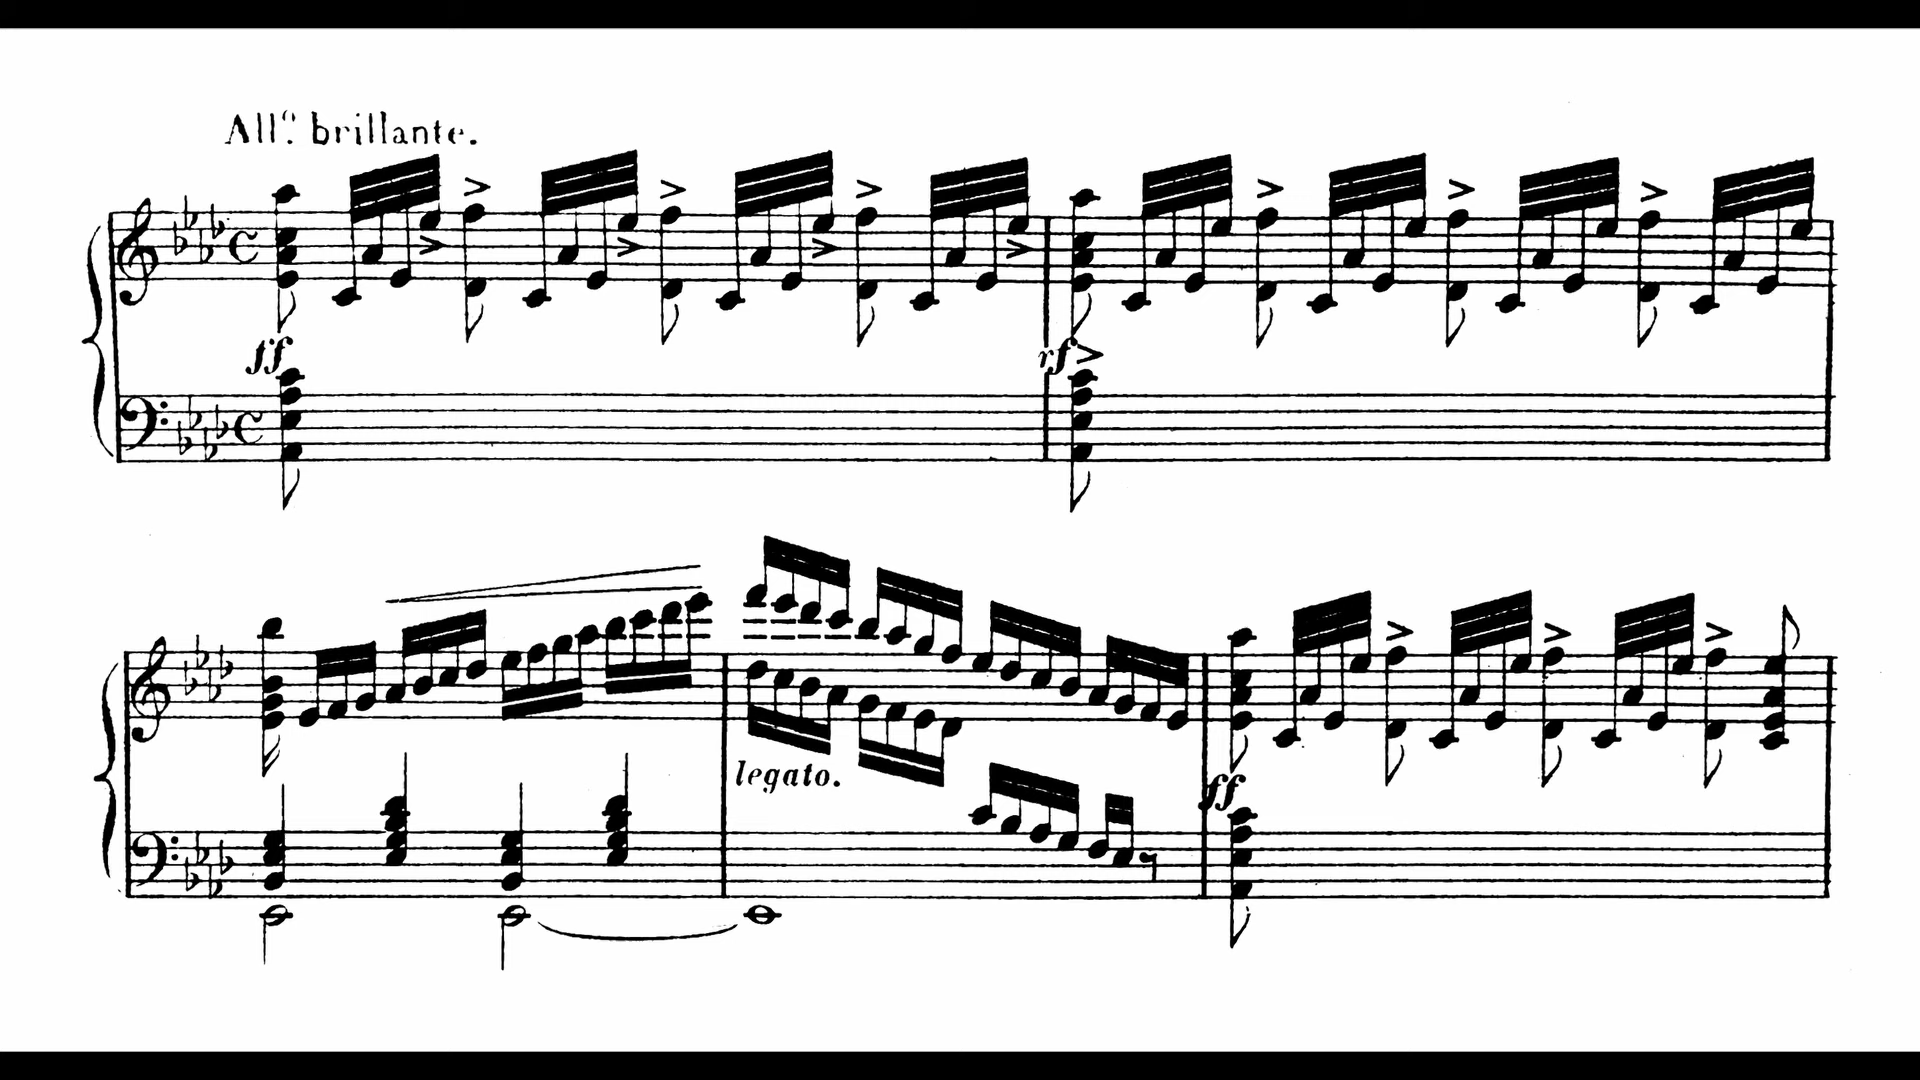 All.º brillante.
ff
rf
legato.
ff